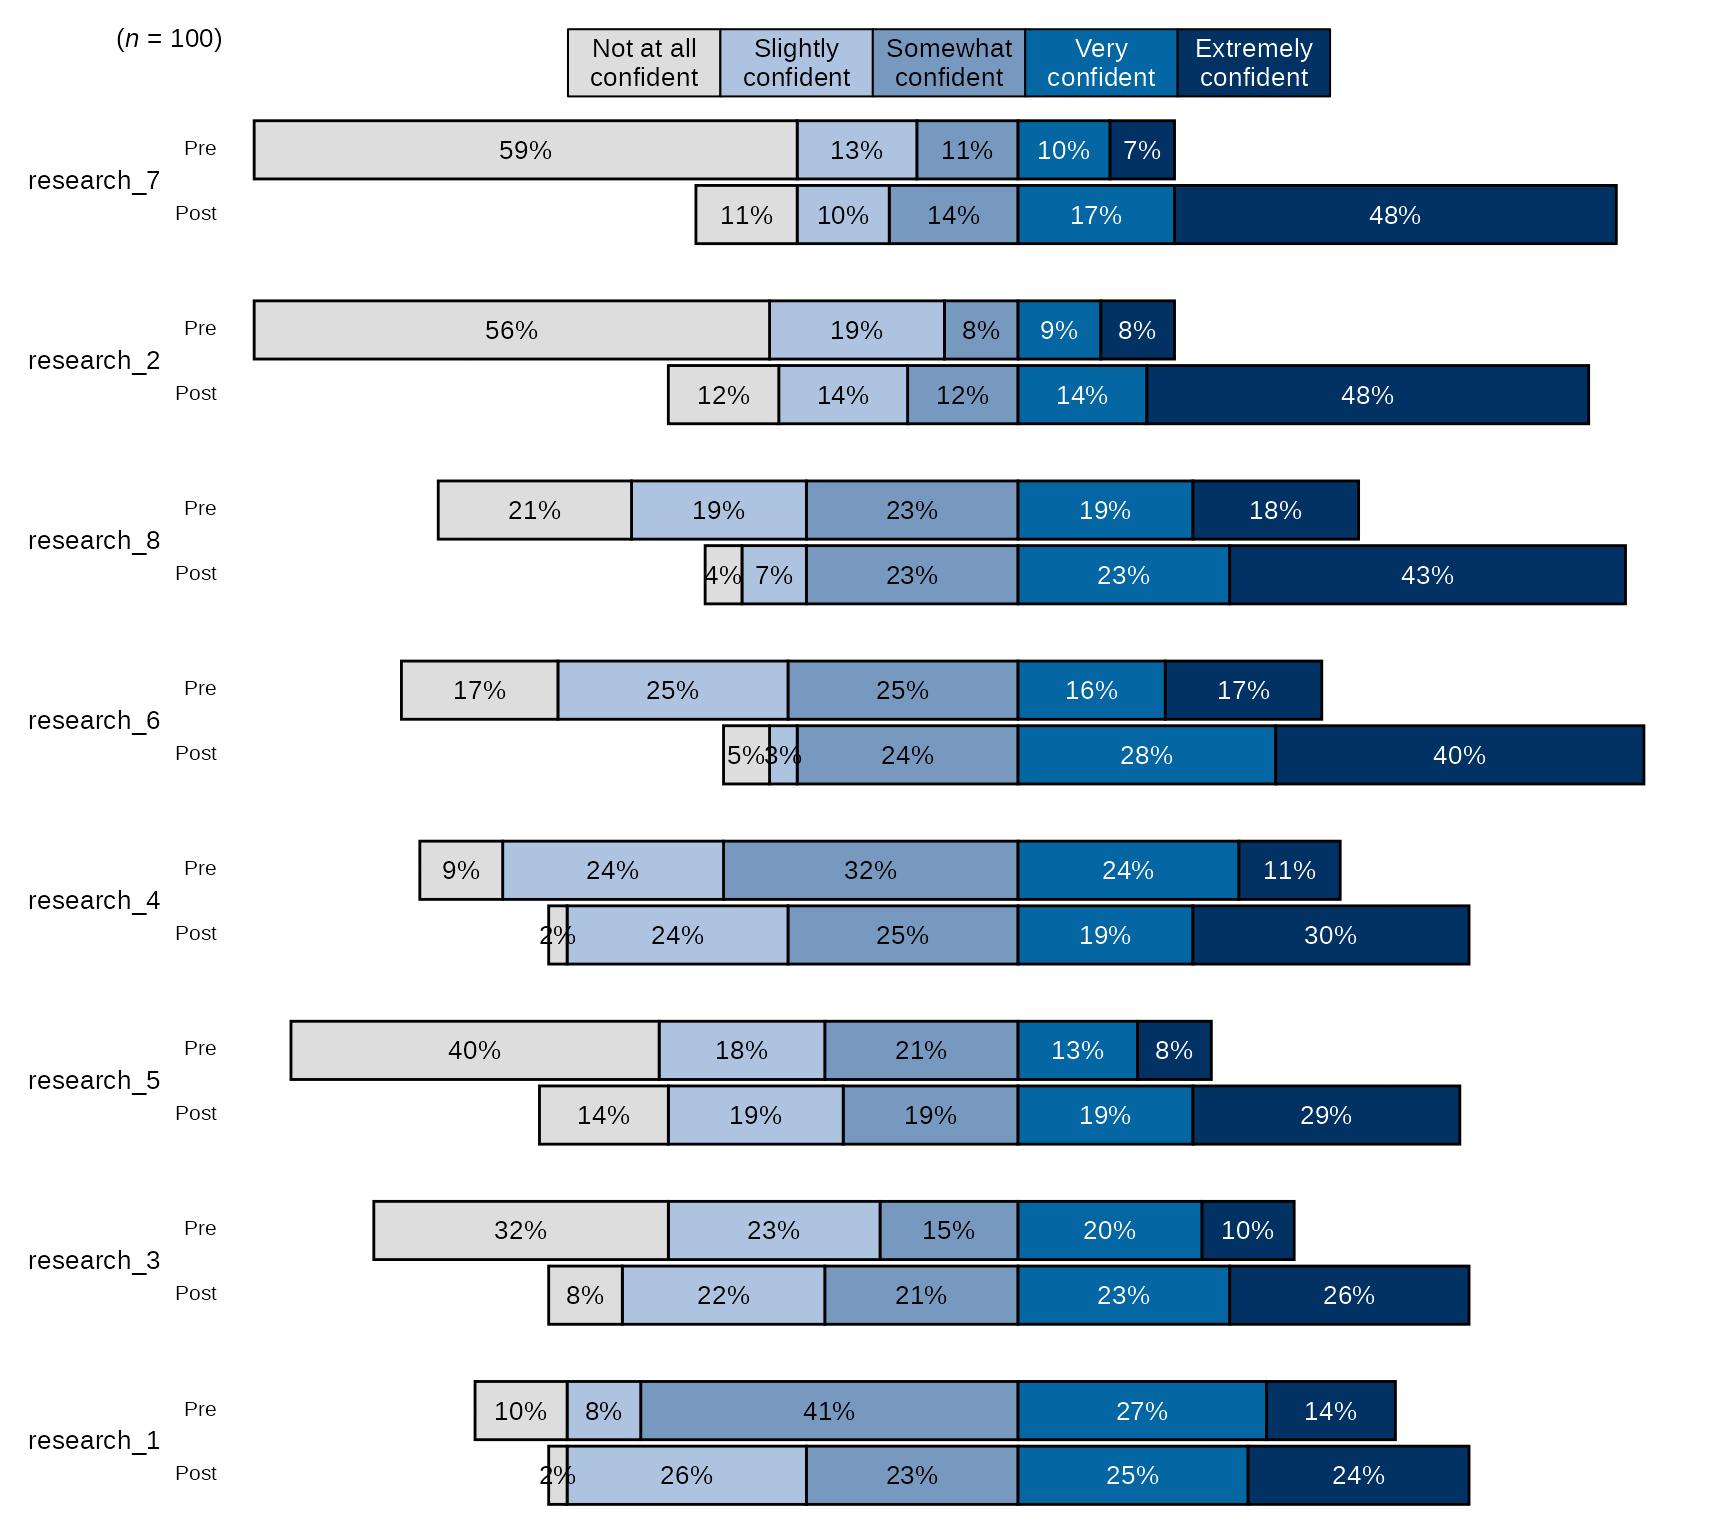 (n = 100)
Not at all confident
Slightly confident
Somewhat confident
Very confident
Extremely confident
research_7
Pre
59% 13% 11% 10% 7%
Post
11% 10% 14% 17% 48%
research_2
Pre
56% 19% 8% 9% 8%
Post
12% 14% 12% 14% 48%
research_8
Pre
21% 19% 23% 19% 18%
Post
4% 7% 23% 23% 43%
research_6
Pre
17% 25% 25% 16% 17%
Post
5% 3% 24% 28% 40%
research_4
Pre
9% 24% 32% 24% 11%
Post
2% 24% 25% 19% 30%
research_5
Pre
40% 18% 21% 13% 8%
Post
14% 19% 19% 19% 29%
research_3
Pre
32% 23% 15% 20% 10%
Post
8% 22% 21% 23% 26%
research_1
Pre
10% 8% 41% 27% 14%
Post
2% 26% 23% 25% 24%